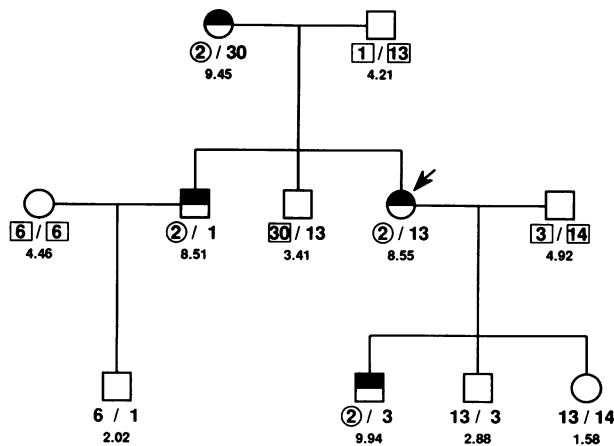 ② / 30
1 / 13
9.45
4.21
6 / 6
② / 1
30 / 13
② / 13
3 / 14
4.46
8.51
3.41
8.55
4.92
6 / 1
② / 3
13 / 3
13 / 14
2.02
9.94
2.88
1.58